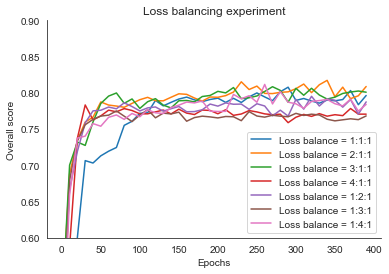 Loss balancing experiment
Overall score
0.90
0.85
0.80
0.75
0.70
0.65
0.60
Loss balance = 1:1:1
Loss balance = 2:1:1
Loss balance = 3:1:1
Loss balance = 4:1:1
Loss balance = 1:2:1
Loss balance = 1:3:1
Loss balance = 1:4:1
0 50 100 150 200 250 300 350 400
Epochs